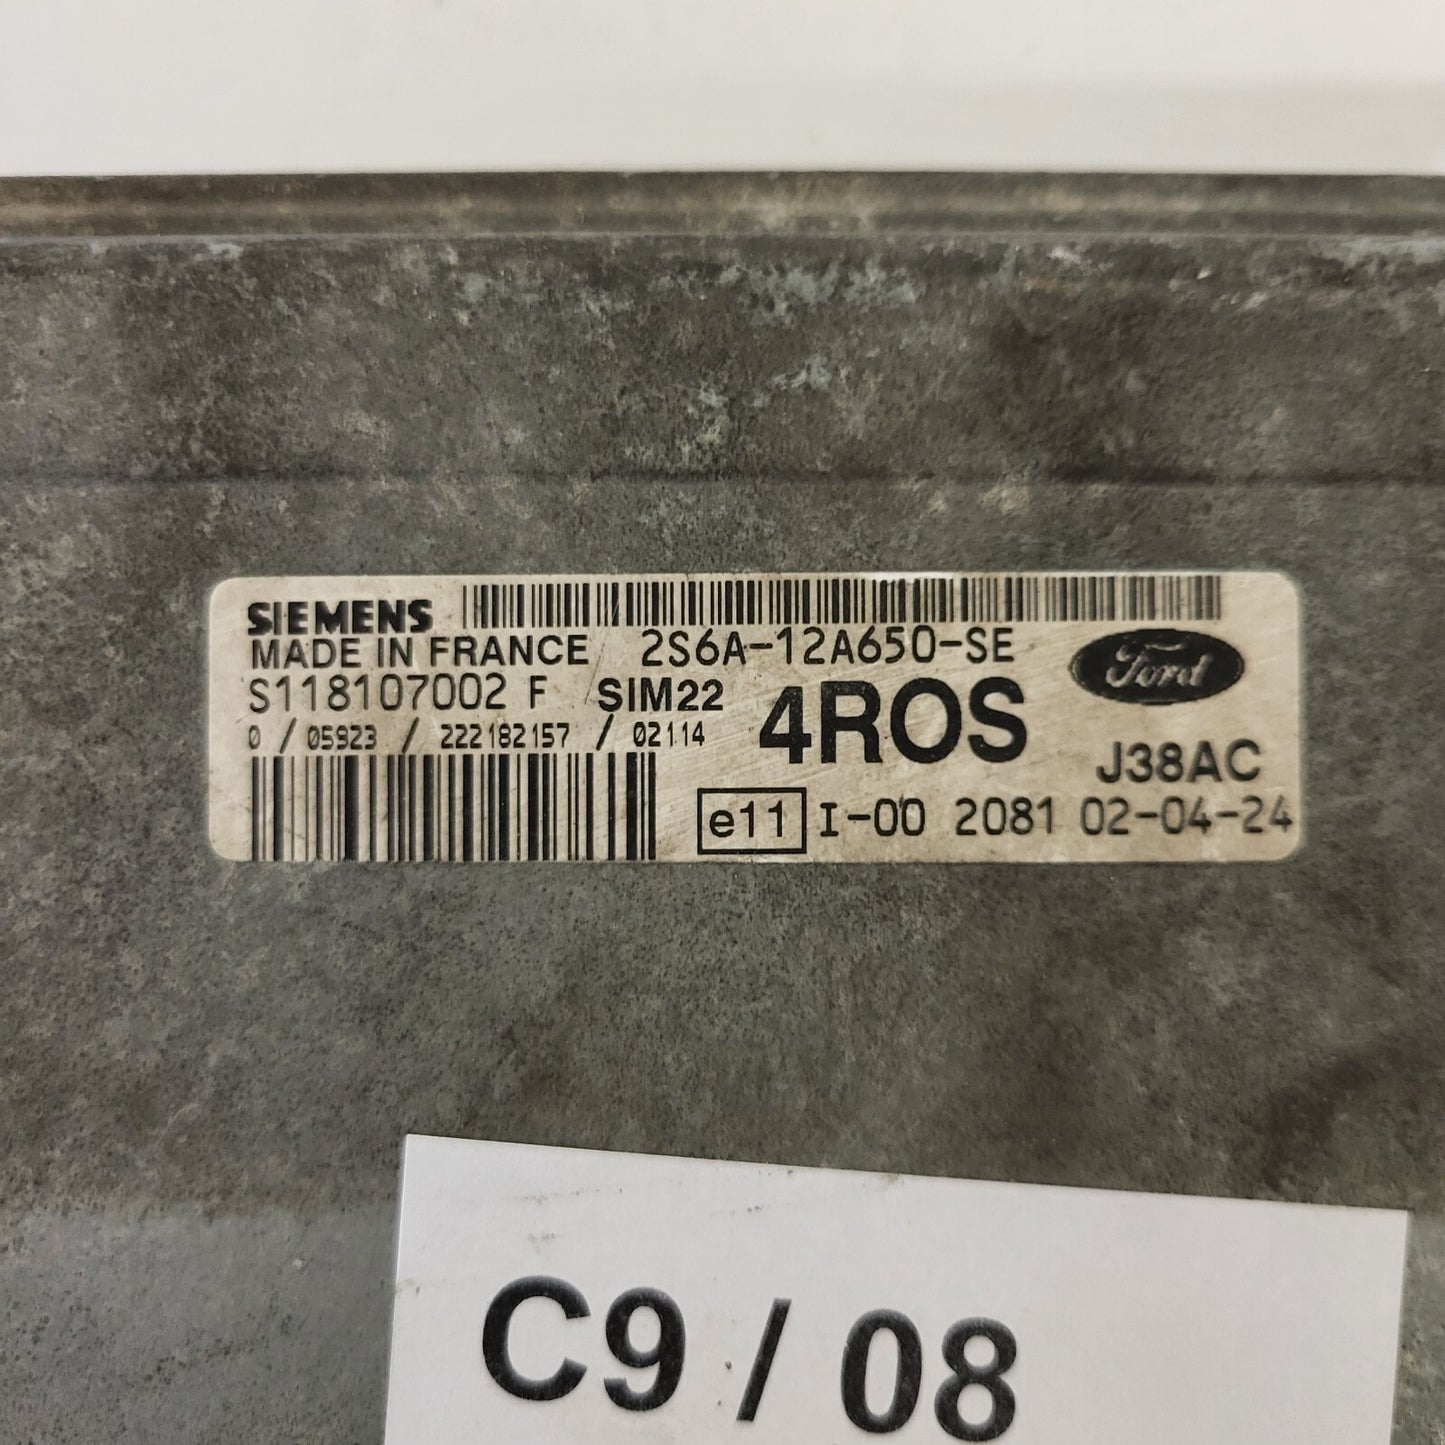 SIEMENS
MADE IN FRANCE 2S6A-12A650-SE
Ford
S118107002 F SIM22
4ROS
0 / 05923 / 222182157 / 02114
J38AC
e11 I-00 2081 02-04-24
C9 / 08